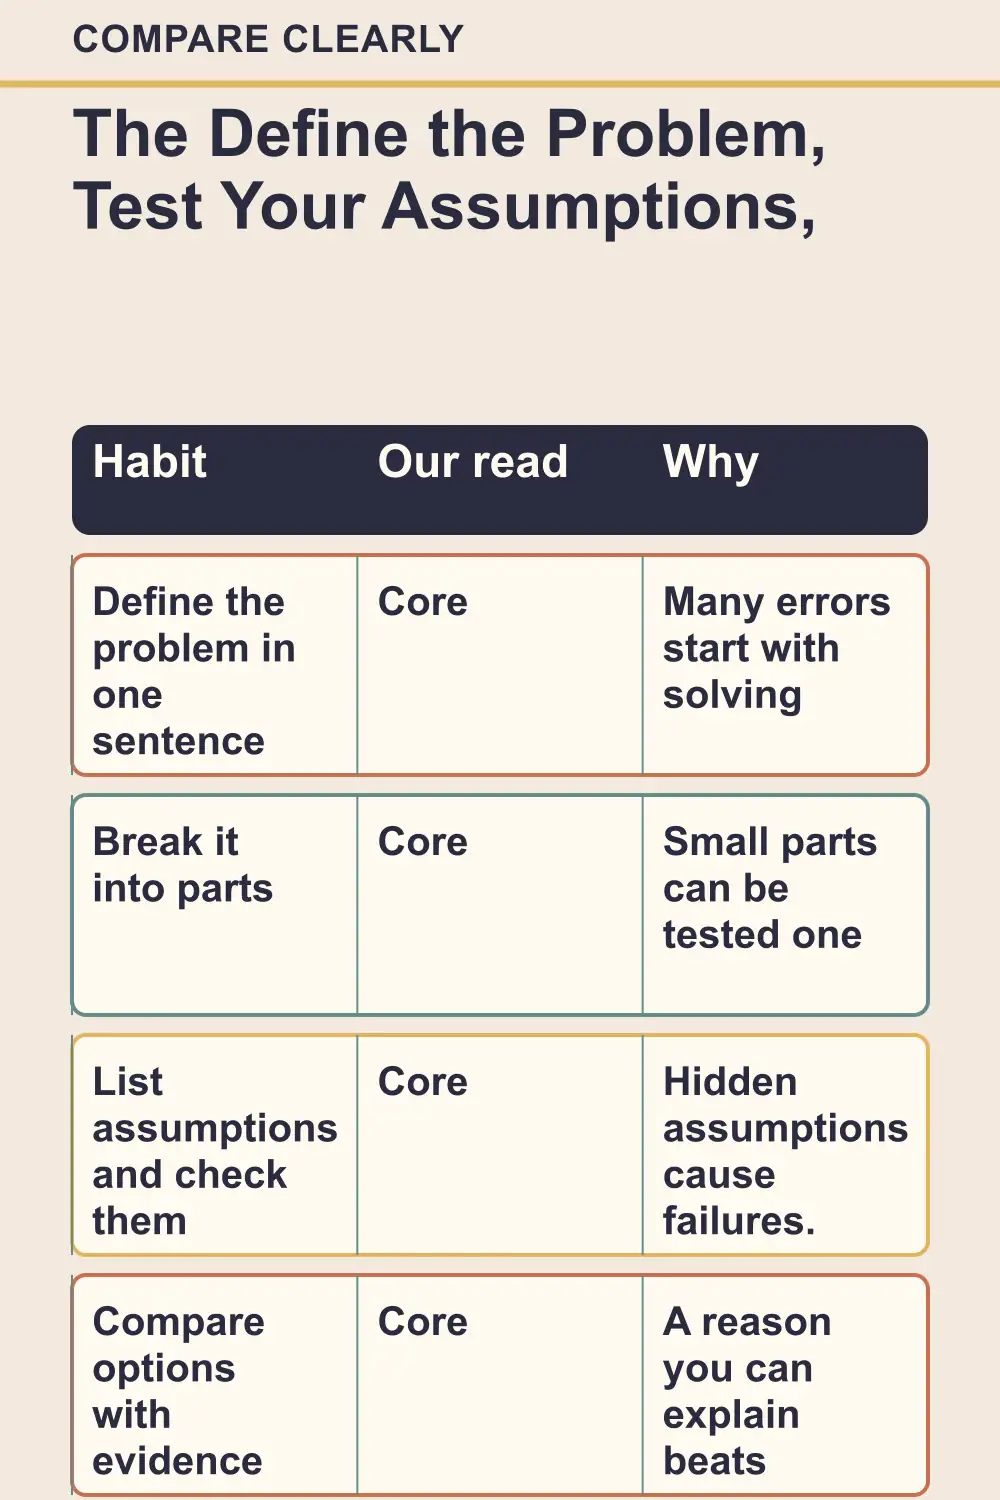 COMPARE CLEARLY
The Define the Problem,
Test Your Assumptions,
Habit
Our read
Why
Define the
problem in
one
sentence
Core
Many errors
start with
solving
Break it
into parts
Core
Small parts
can be
tested one
List
assumptions
and check
them
Core
Hidden
assumptions
cause
failures.
Compare
options
with
evidence
Core
A reason
you can
explain
beats